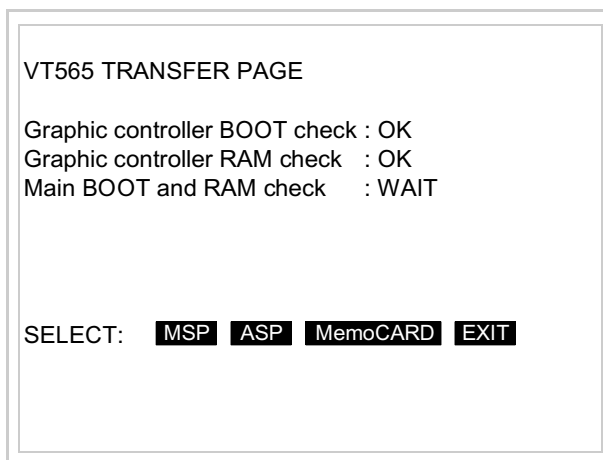 VT565 TRANSFER PAGE
Graphic controller BOOT check : OK
Graphic controller RAM check : OK
Main BOOT and RAM check : WAIT
SELECT: MSP ASP MemoCARD EXIT